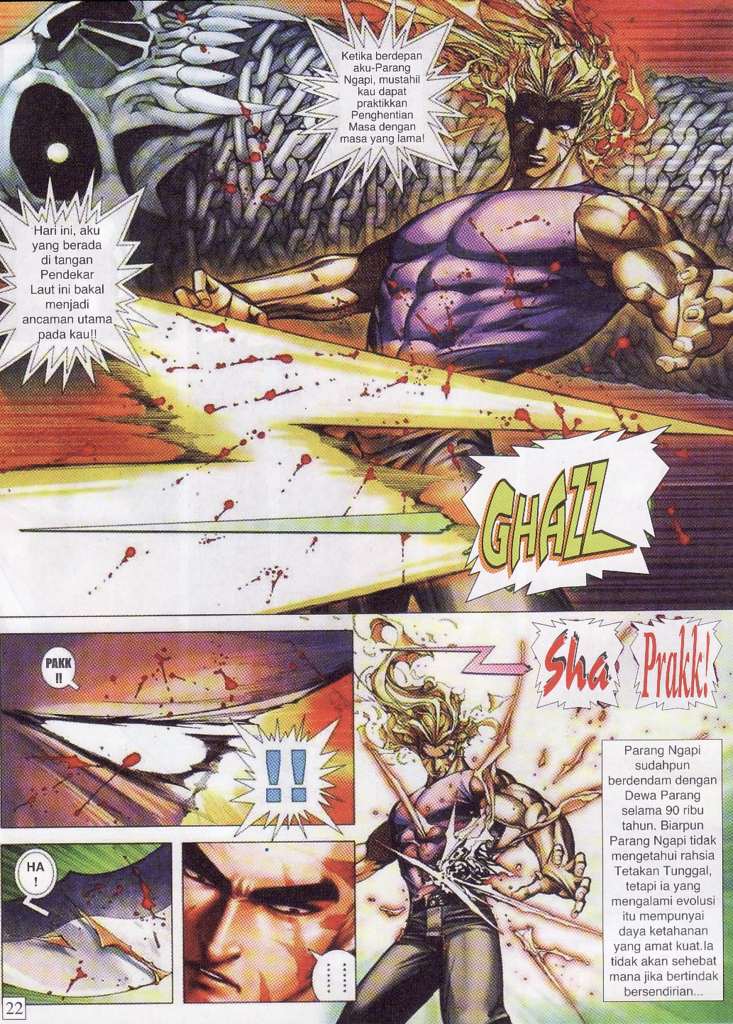 Ketika berdepan
aku-Parang
Ngapi, mustahil
kau dapat
praktikkan
Penghentian
Masa dengan
masa yang lama!
Hari ini, aku
yang berada
di tangan
Pendekar
Laut ini bakal
menjadi
ancaman utama
pada kau!!
GHAZZ
PAKK
!!
!!
Sha
Prakk!
HA
!
Parang Ngapi
sudahpun
berdendam dengan
Dewa Parang
selama 90 ribu
tahun. Biarpun
Parang Ngapi tidak
mengetahui rahsia
Tetakan Tunggal,
tetapi ia yang
mengalami evolusi
itu mempunyai
daya ketahanan
yang amat kuat.Ia
tidak akan sehebat
mana jika bertindak
bersendirian...
......
22